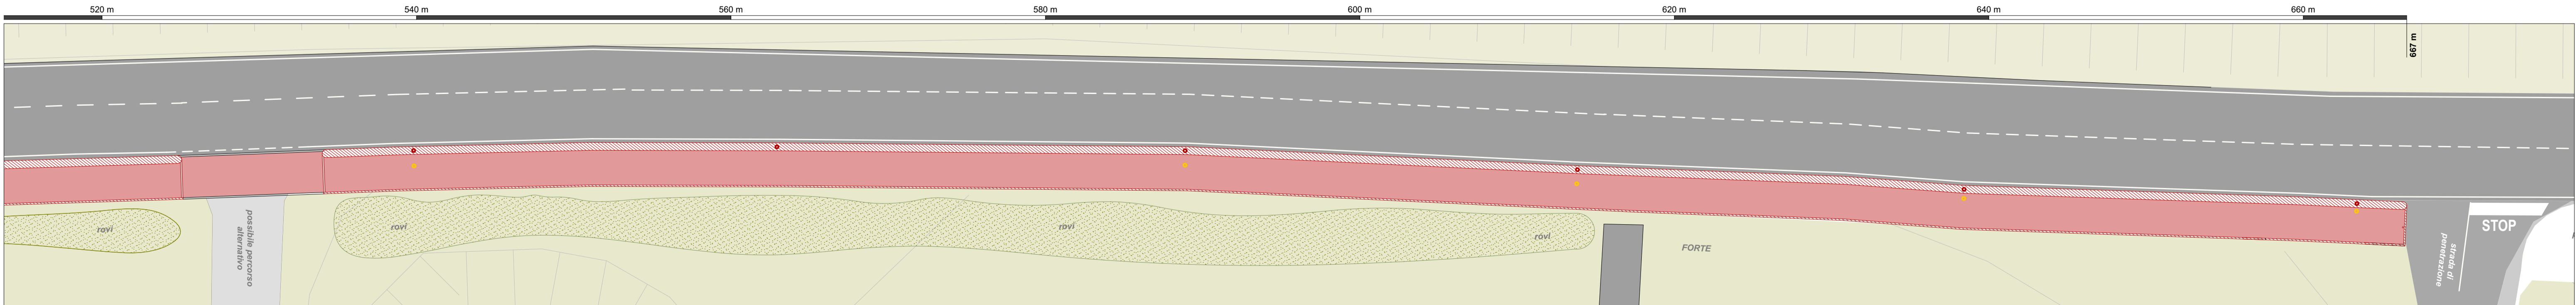 520 m
540 m
560 m
580 m
600 m
620 m
640 m
660 m
667 m
rovi
possibile percorso
alternativo
rovi
rovi
rovi
FORTE
strada di
penetrazione
STOP